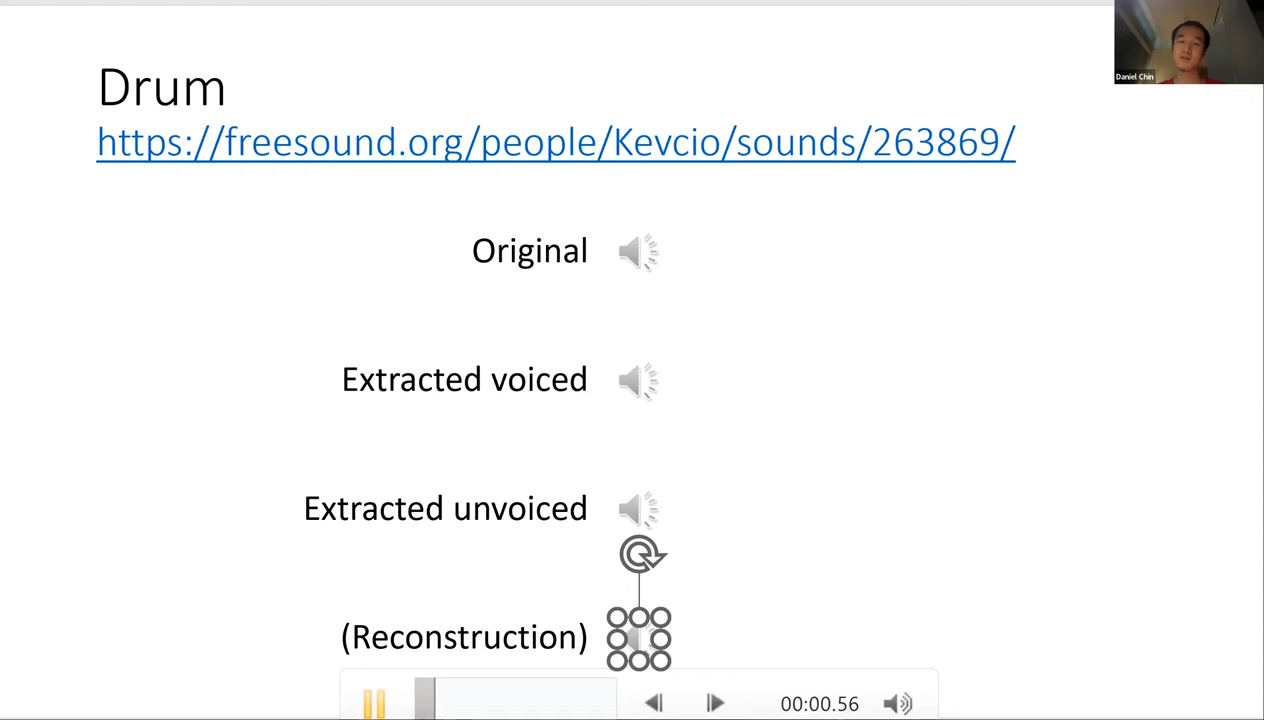 Daniel Chin
Drum
https://freesound.org/people/Kevcio/sounds/263869/
Original
Extracted voiced
Extracted unvoiced
(Reconstruction)
00:00.56